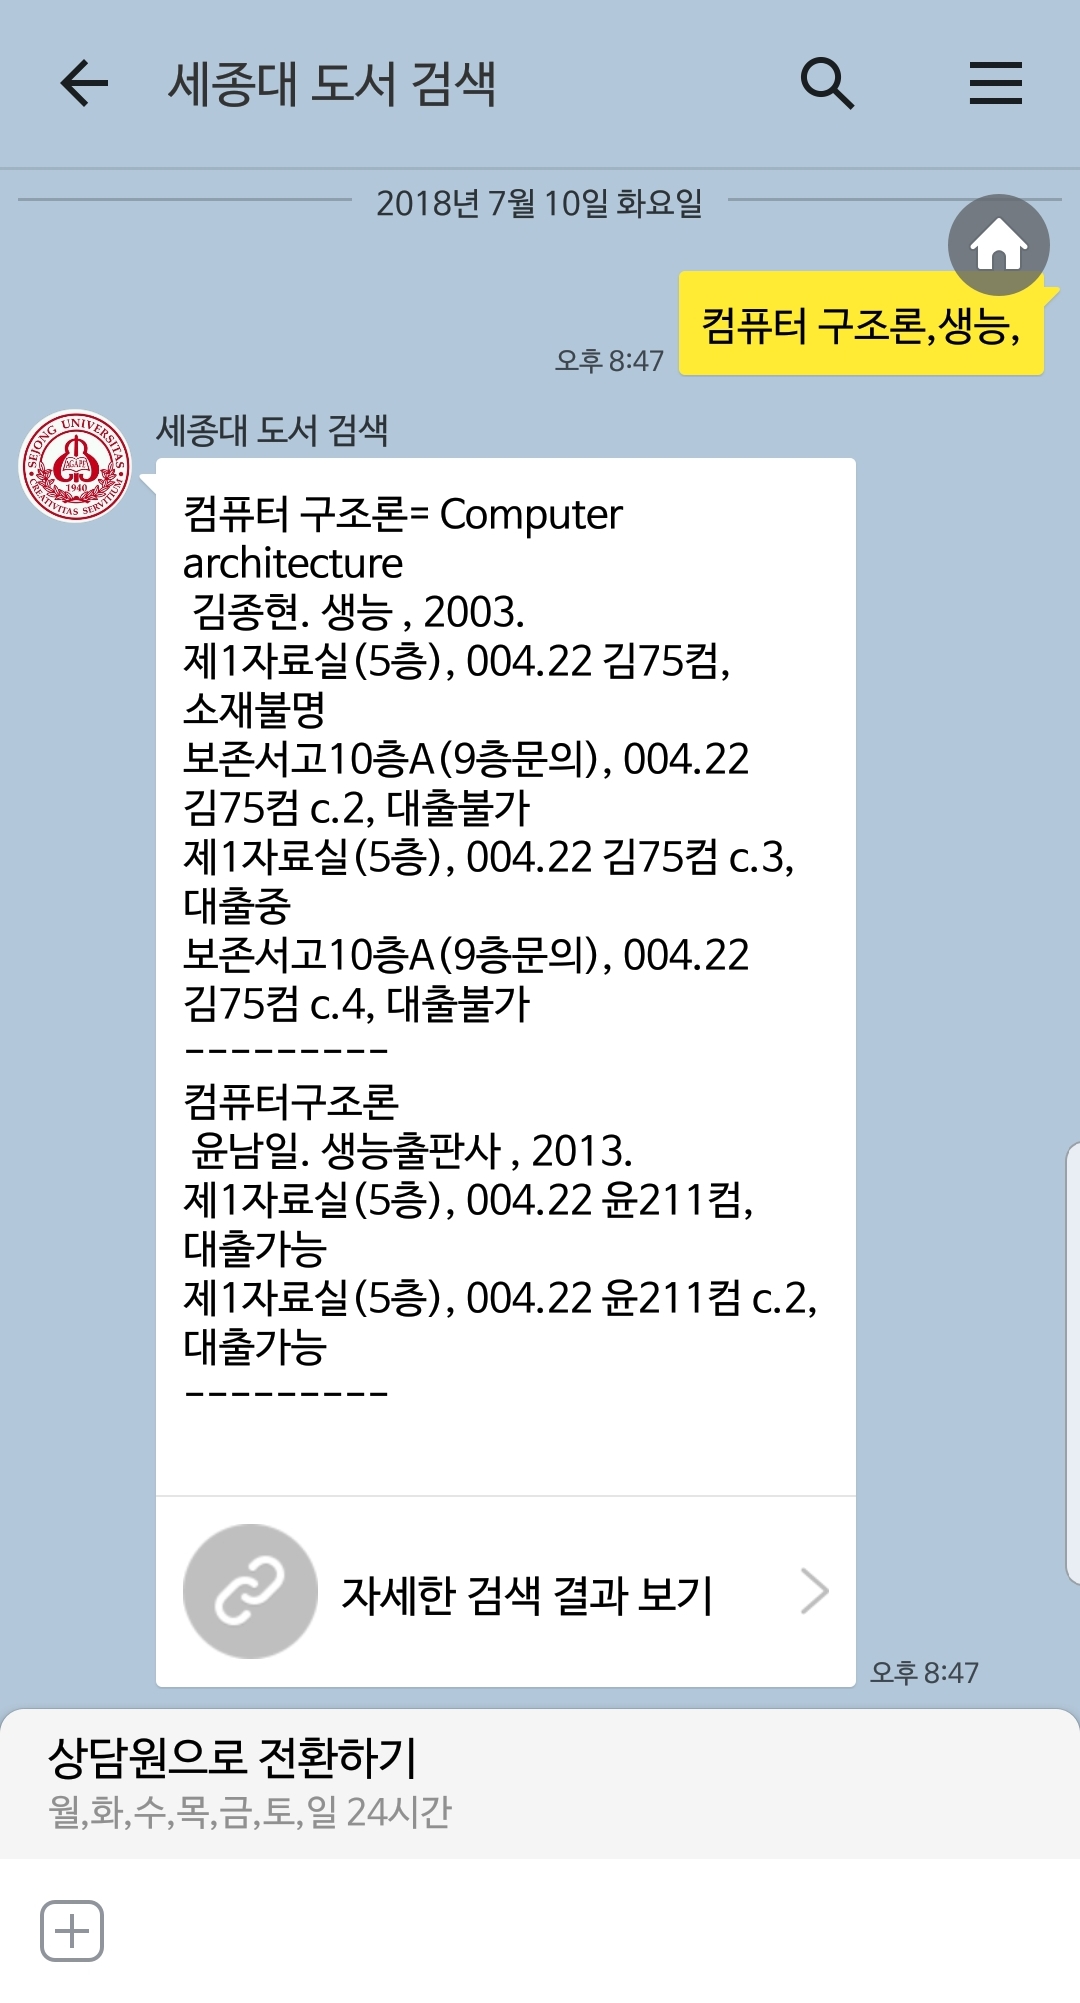 세종대 도서 검색
2018년 7월 10일 화요일
컴퓨터 구조론,생능,
오후 8:47
세종대 도서 검색
SEJONG UNIVERSITAS
AGAPE
1940
CREATIVITAS SERVITIUM
컴퓨터 구조론= Computer
architecture
김종현. 생능 , 2003.
제1자료실(5층), 004.22 김75컴,
소재불명
보존서고10층A(9층문의), 004.22
김75컴 c.2, 대출불가
제1자료실(5층), 004.22 김75컴 c.3,
대출중
보존서고10층A(9층문의), 004.22
김75컴 c.4, 대출불가
---------
컴퓨터구조론
윤남일. 생능출판사 , 2013.
제1자료실(5층), 004.22 윤211컴,
대출가능
제1자료실(5층), 004.22 윤211컴 c.2,
대출가능
---------
자세한 검색 결과 보기
오후 8:47
상담원으로 전환하기
월,화,수,목,금,토,일 24시간